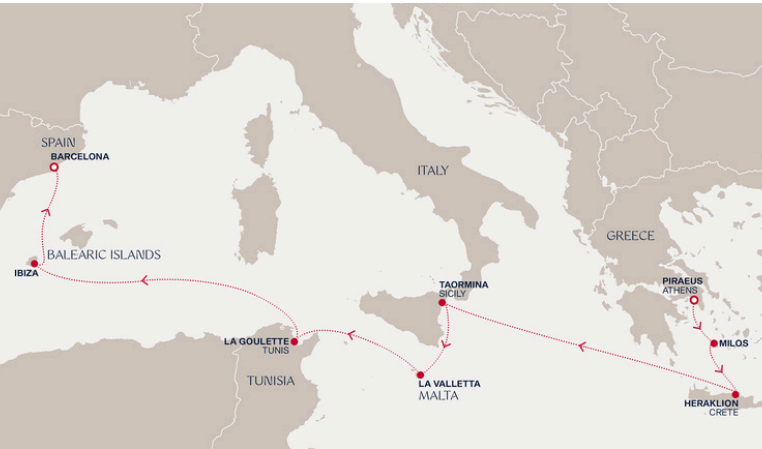 SPAIN
BARCELONA
ITALY
GREECE
BALEARIC ISLANDS
IBIZA
TAORMINA
SICILY
PIRAEUS
ATHENS
LA GOULETTE
TUNIS
MILOS
TUNISIA
LA VALLETTA
MALTA
HERAKLION
CRETE